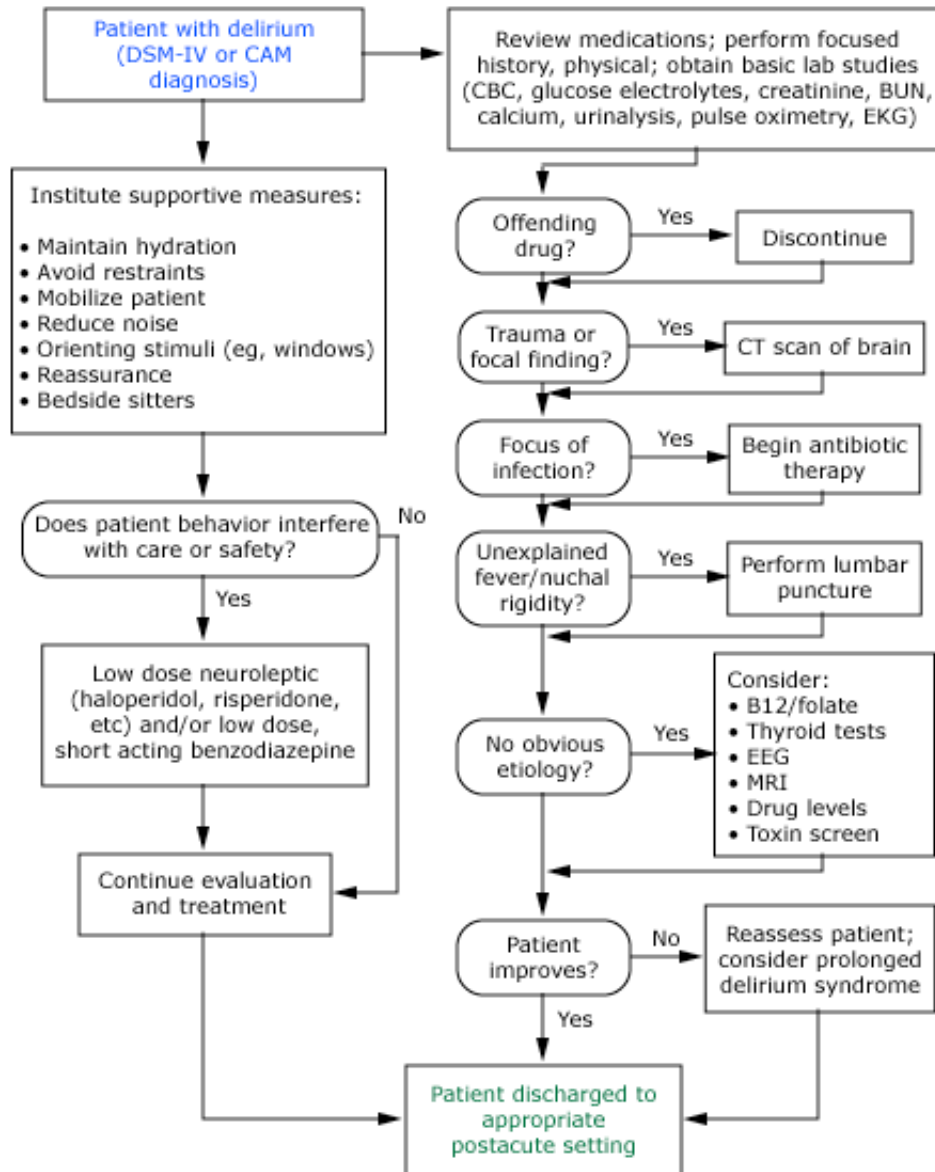 Patient with delirium
(DSM-IV or CAM
diagnosis)
Review medications; perform focused
history, physical; obtain basic lab studies
(CBC, glucose electrolytes, creatinine, BUN,
calcium, urinalysis, pulse oximetry, EKG)
Institute supportive measures:
• Maintain hydration
• Avoid restraints
• Mobilize patient
• Reduce noise
• Orienting stimuli (eg, windows)
• Reassurance
• Bedside sitters
Does patient behavior interfere
with care or safety?
No
Yes
Low dose neuroleptic
(haloperidol, risperidone,
etc) and/or low dose,
short acting benzodiazepine
Continue evaluation
and treatment
Offending
drug?
Yes
Discontinue
Trauma or
focal finding?
Yes
CT scan of brain
Focus of
infection?
Yes
Begin antibiotic
therapy
Unexplained
fever/nuchal
rigidity?
Yes
Perform lumbar
puncture
No obvious
etiology?
Yes
Consider:
• B12/folate
• Thyroid tests
• EEG
• MRI
• Drug levels
• Toxin screen
Patient
improves?
No
Reassess patient;
consider prolonged
delirium syndrome
Yes
Patient discharged to
appropriate
postacute setting